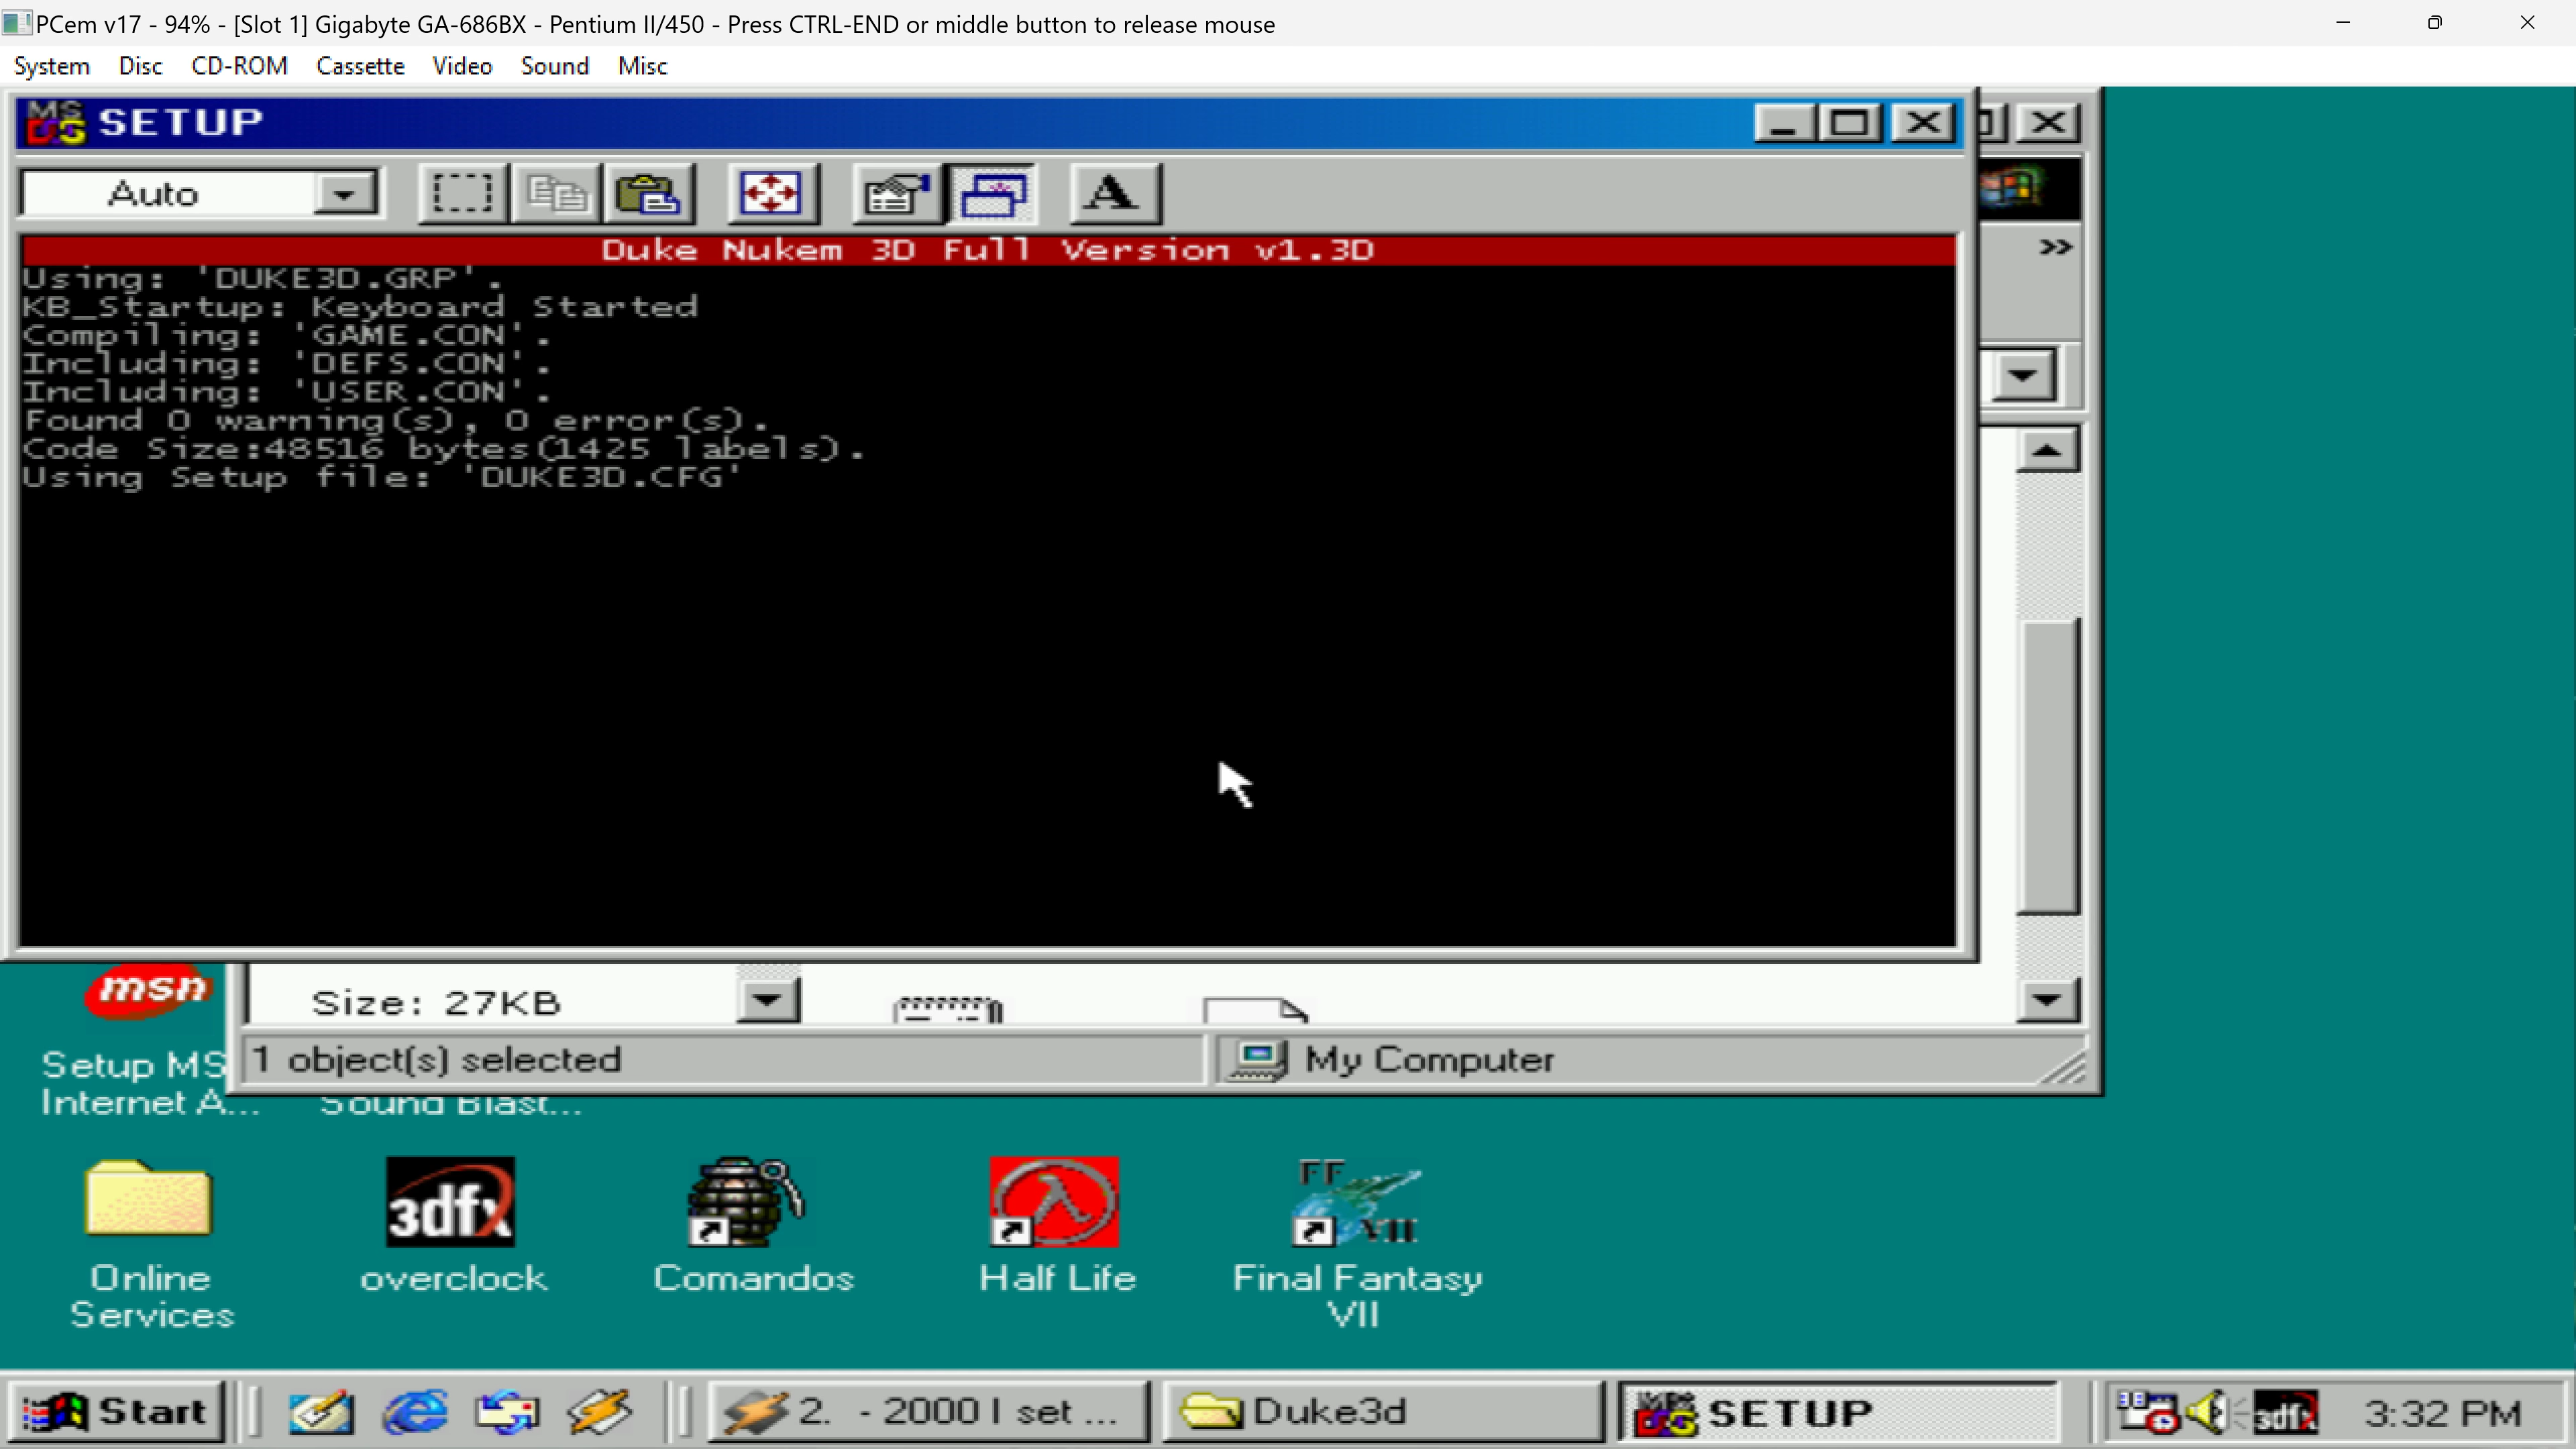 PCem v17 - 94% - [Slot 1] Gigabyte GA-686BX - Pentium II/450 - Press CTRL-END or middle button to release mouse
System Disc CD-ROM Cassette Video Sound Misc
SETUP
Auto
A
»
Duke Nukem 3D Full Version v1.3D
Using: 'DUKE3D.GRP'.
KB_Startup: Keyboard Started
Compiling: 'GAME.CON'.
Including: 'DEFS.CON'.
Including: 'USER.CON'.
Found 0 warning(s), 0 error(s).
Code Size:48516 bytes(1425 labels).
Using Setup file: 'DUKE3D.CFG'
msn
Size: 27KB
1 object(s) selected
My Computer
Setup MS
Internet A...
Sound Blast...
3dfx
FF
VII
Online
Services
overclock
Comandos
Half Life
Final Fantasy
VII
Start
2. - 2000 I set ...
Duke3d
SETUP
3dfx
3:32 PM